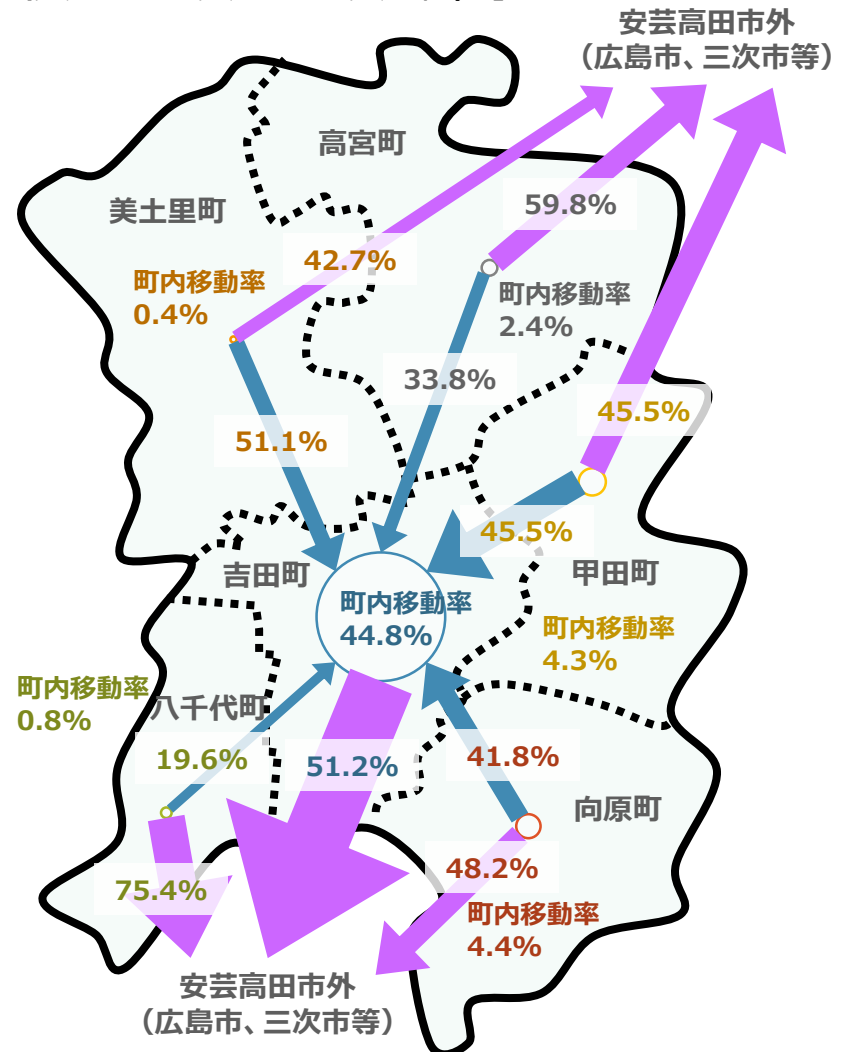 安芸高田市外
（広島市、三次市等）
高宮町
美土里町
59.8%
42.7%
町内移動率
0.4%
町内移動率
2.4%
33.8%
45.5%
51.1%
45.5%
吉田町
甲田町
町内移動率
44.8%
町内移動率
4.3%
町内移動率
0.8%
八千代町
19.6%
51.2%
41.8%
向原町
75.4%
48.2%
町内移動率
4.4%
安芸高田市外
（広島市、三次市等）